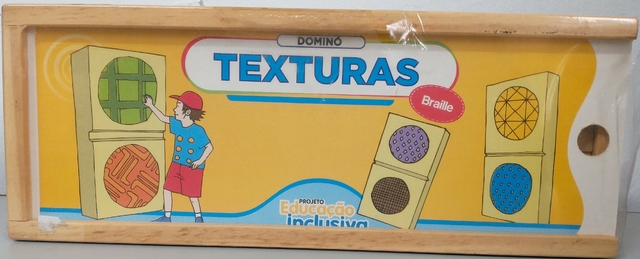 DOMINÓ
TEXTURAS
Braille
PROJETO
Educação
inclusiva